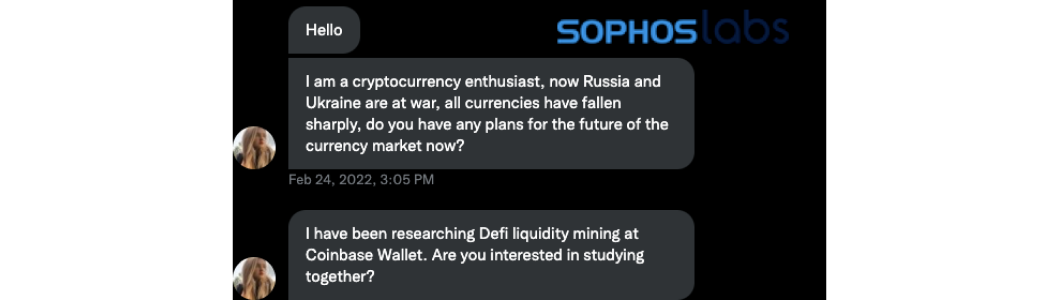 Hello
SOPHOSlabs
I am a cryptocurrency enthusiast, now Russia and
Ukraine are at war, all currencies have fallen
sharply, do you have any plans for the future of the
currency market now?
Feb 24, 2022, 3:05 PM
I have been researching Defi liquidity mining at
Coinbase Wallet. Are you interested in studying
together?